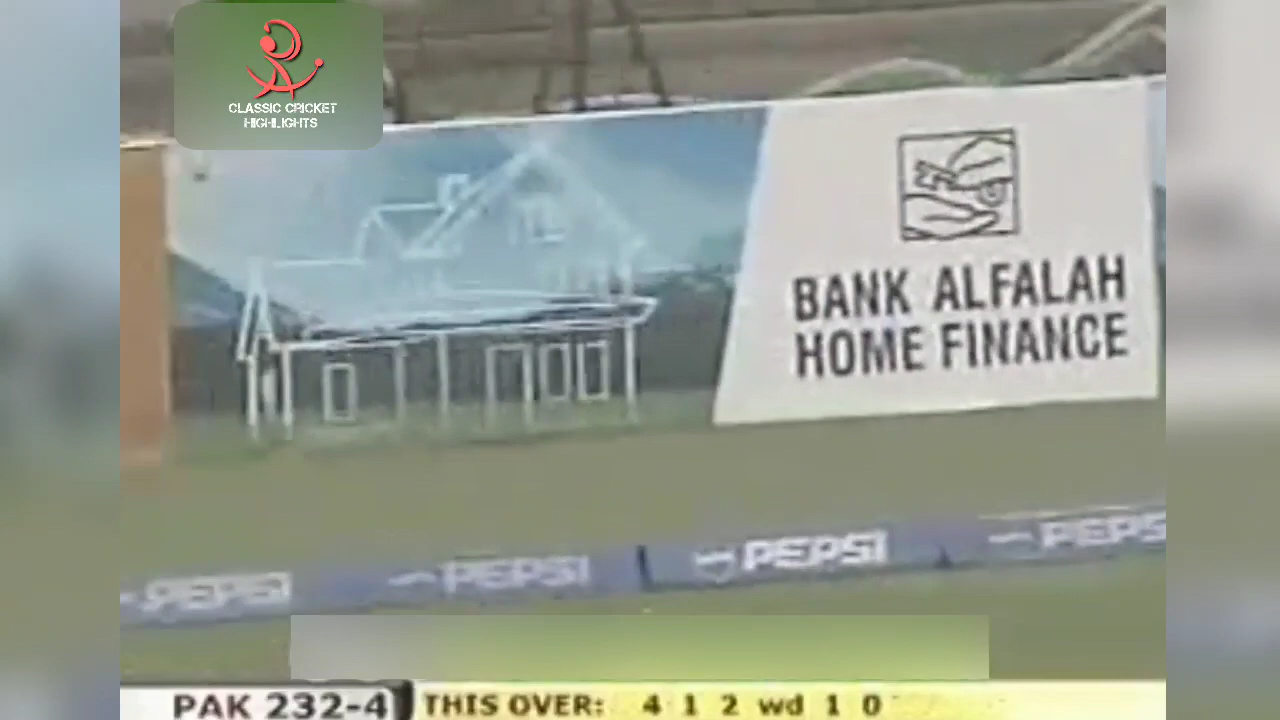 CLASSIC CRICKET
HIGHLIGHTS
BANK ALFALAH
HOME FINANCE
PEPSI PEPSI PEPSI PEPS
PAK 232-4 THIS OVER: 4 1 2 wd 1 0